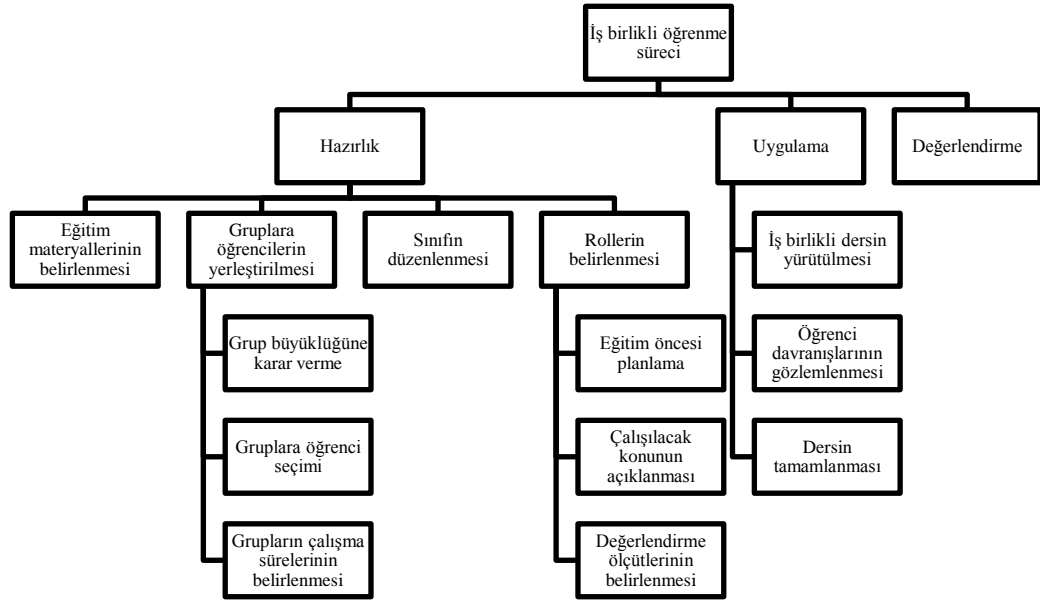 İş birlikli öğrenme
süreci
Hazırlık
Uygulama
Değerlendirme
Eğitim
materyallerinin
belirlenmesi
Gruplara
öğrencilerin
yerleştirilmesi
Sınıfın
düzenlenmesi
Rollerin
belirlenmesi
İş birlikli dersin
yürütülmesi
Grup büyüklüğüne
karar verme
Eğitim öncesi
planlama
Öğrenci
davranışlarının
gözlemlenmesi
Gruplara öğrenci
seçimi
Çalışılacak
konunun
açıklanması
Dersin
tamamlanması
Grupların çalışma
sürelerinin
belirlenmesi
Değerlendirme
ölçütlerinin
belirlenmesi